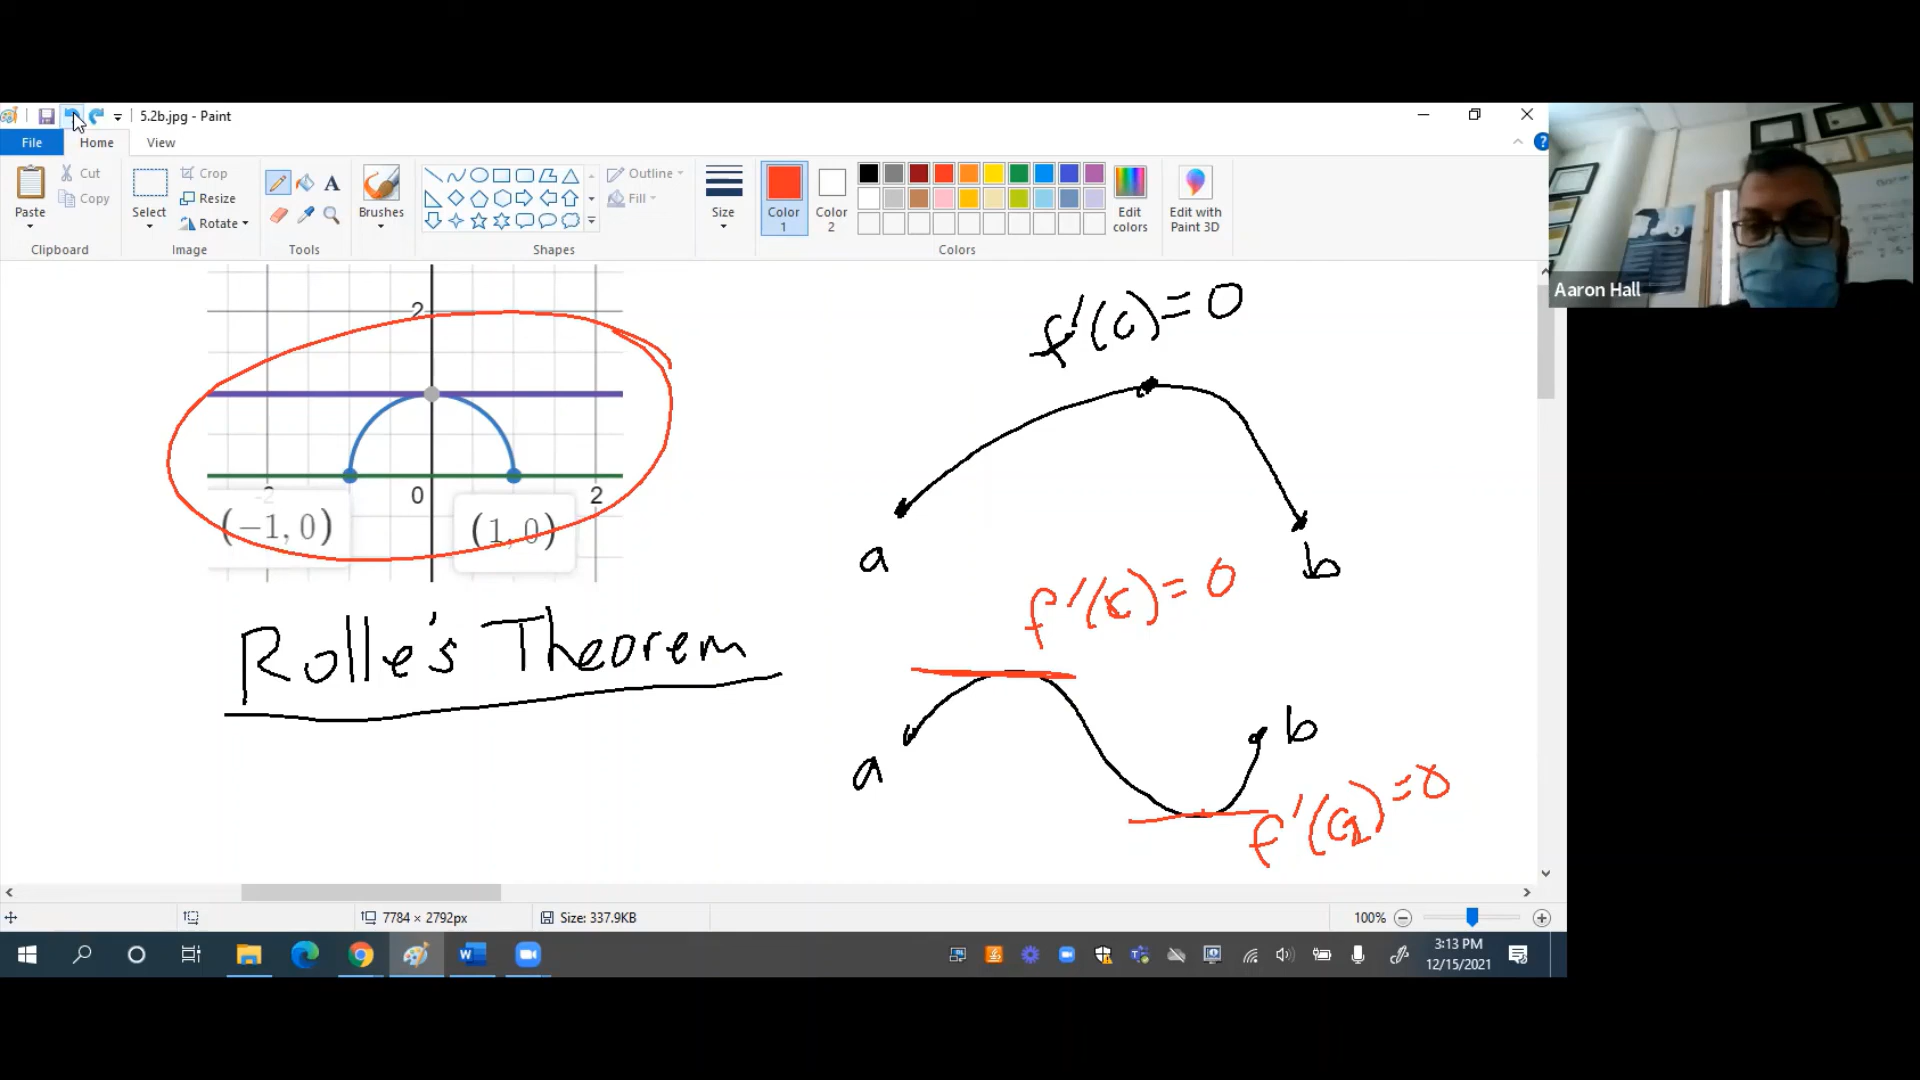 5.2b.jpg - Paint
File
Home
View
Paste
Cut
Copy
Clipboard
Select
Crop
Resize
Rotate
Image
A
Tools
Brushes
Outline
Fill
Shapes
Size
Color
1
Color
2
Edit
colors
Edit with
Paint 3D
Colors
?
Aaron Hall
2
-2
0
2
(−1, 0)
(1, 0)
Rolle's Theorem
f'(c)=0
a
b
f'(c)=0
a
b
f'(c2)=0
7784 × 2792px
Size: 337.9KB
100%
W
3:13 PM
12/15/2021